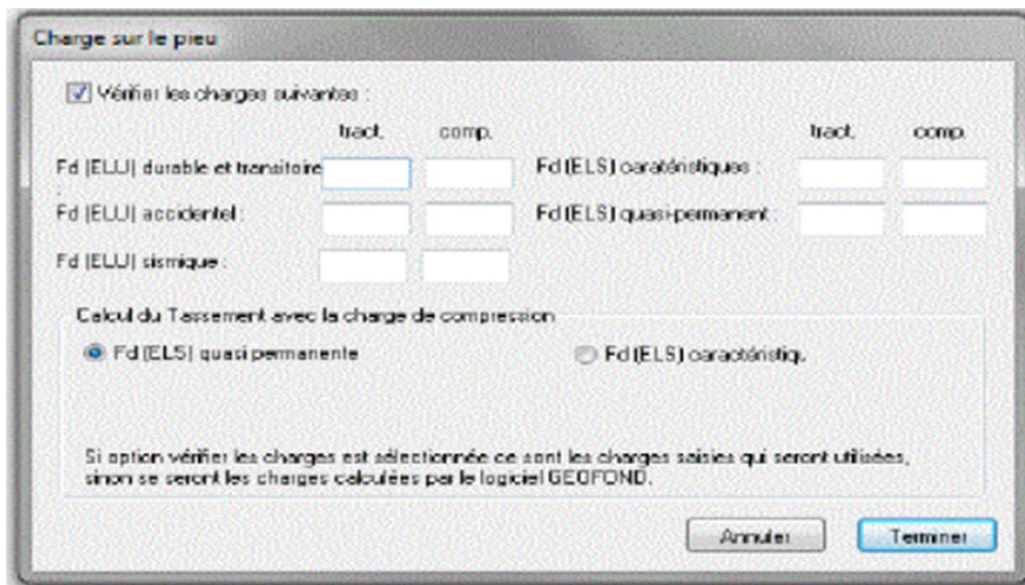 Charge sur le pieu
Vérifier les charges suivantes :
tract. comp. tract. comp.
Fd (ELU) durable et transitoire Fd (ELS) caratéristiques :
:
Fd (ELU) accidentel : Fd (ELS) quasi-permanent :
Fd (ELU) sismique :
Calcul du Tassement avec la charge de compression
Fd (ELS) quasi permanente Fd (ELS) caractéristiq
Si option vérifier les charges est sélectionnée ce sont les charges saisies qui seront utilisées,
sinon se seront les charges calculées par le logiciel GEOFOND.
Annuler Terminer